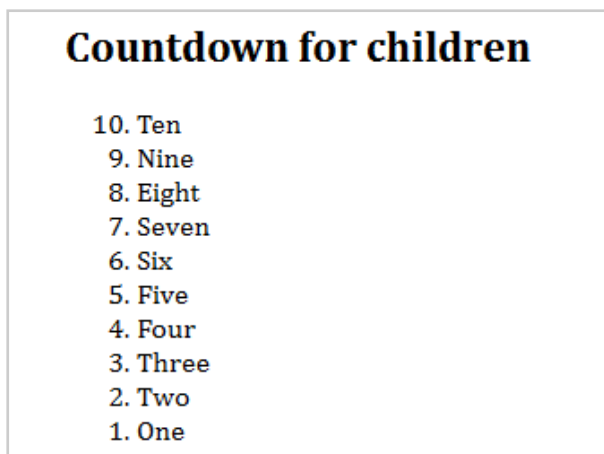 Countdown for children
10. Ten
9. Nine
8. Eight
7. Seven
6. Six
5. Five
4. Four
3. Three
2. Two
1. One